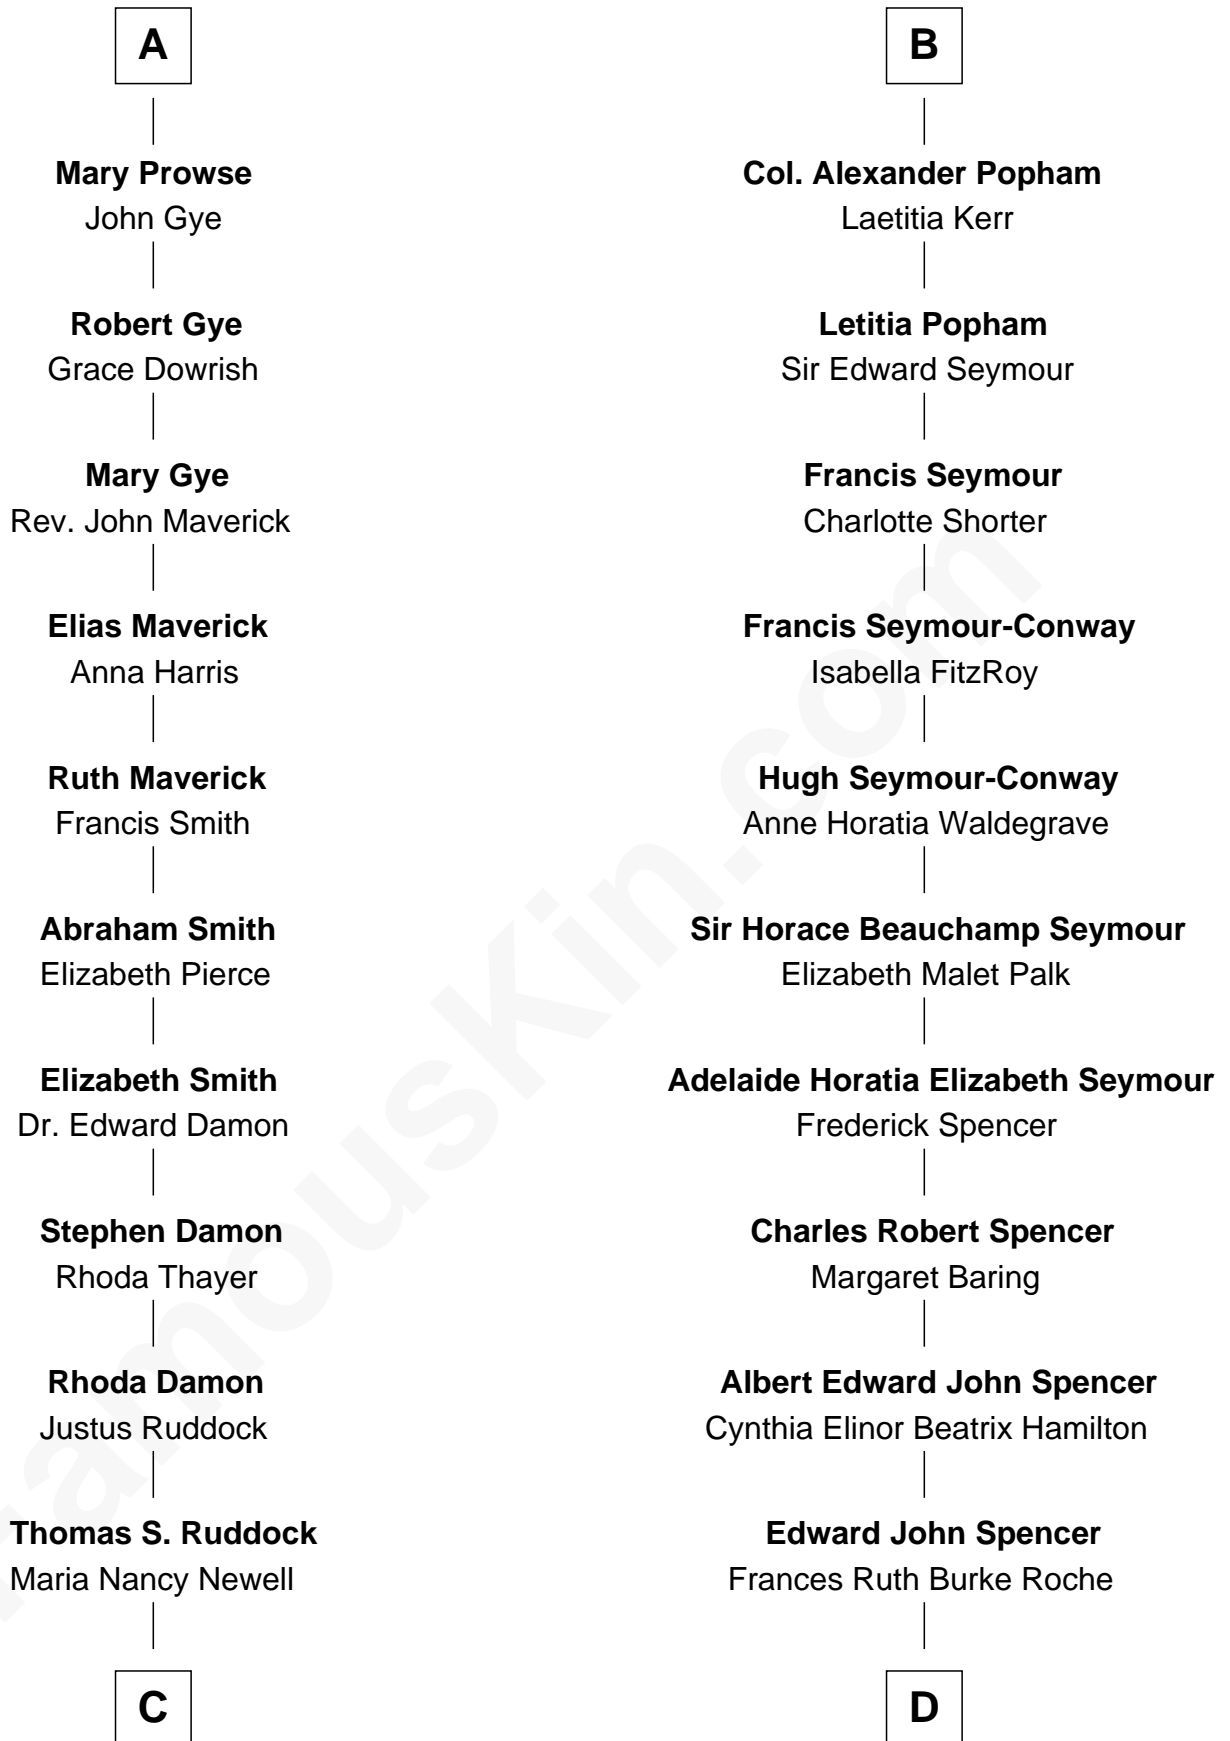 A
Mary Prowse
John Gye
Robert Gye
Grace Dowrish
Mary Gye
Rev. John Maverick
Elias Maverick
Anna Harris
Ruth Maverick
Francis Smith
Abraham Smith
Elizabeth Pierce
Elizabeth Smith
Dr. Edward Damon
Stephen Damon
Rhoda Thayer
Rhoda Damon
Justus Ruddock
Thomas S. Ruddock
Maria Nancy Newell
C
B
Col. Alexander Popham
Laetitia Kerr
Letitia Popham
Sir Edward Seymour
Francis Seymour
Charlotte Shorter
Francis Seymour-Conway
Isabella FitzRoy
Hugh Seymour-Conway
Anne Horatia Waldegrave
Sir Horace Beauchamp Seymour
Elizabeth Malet Palk
Adelaide Horatia Elizabeth Seymour
Frederick Spencer
Charles Robert Spencer
Margaret Baring
Albert Edward John Spencer
Cynthia Elinor Beatrix Hamilton
Edward John Spencer
Frances Ruth Burke Roche
D
FamousKin.com